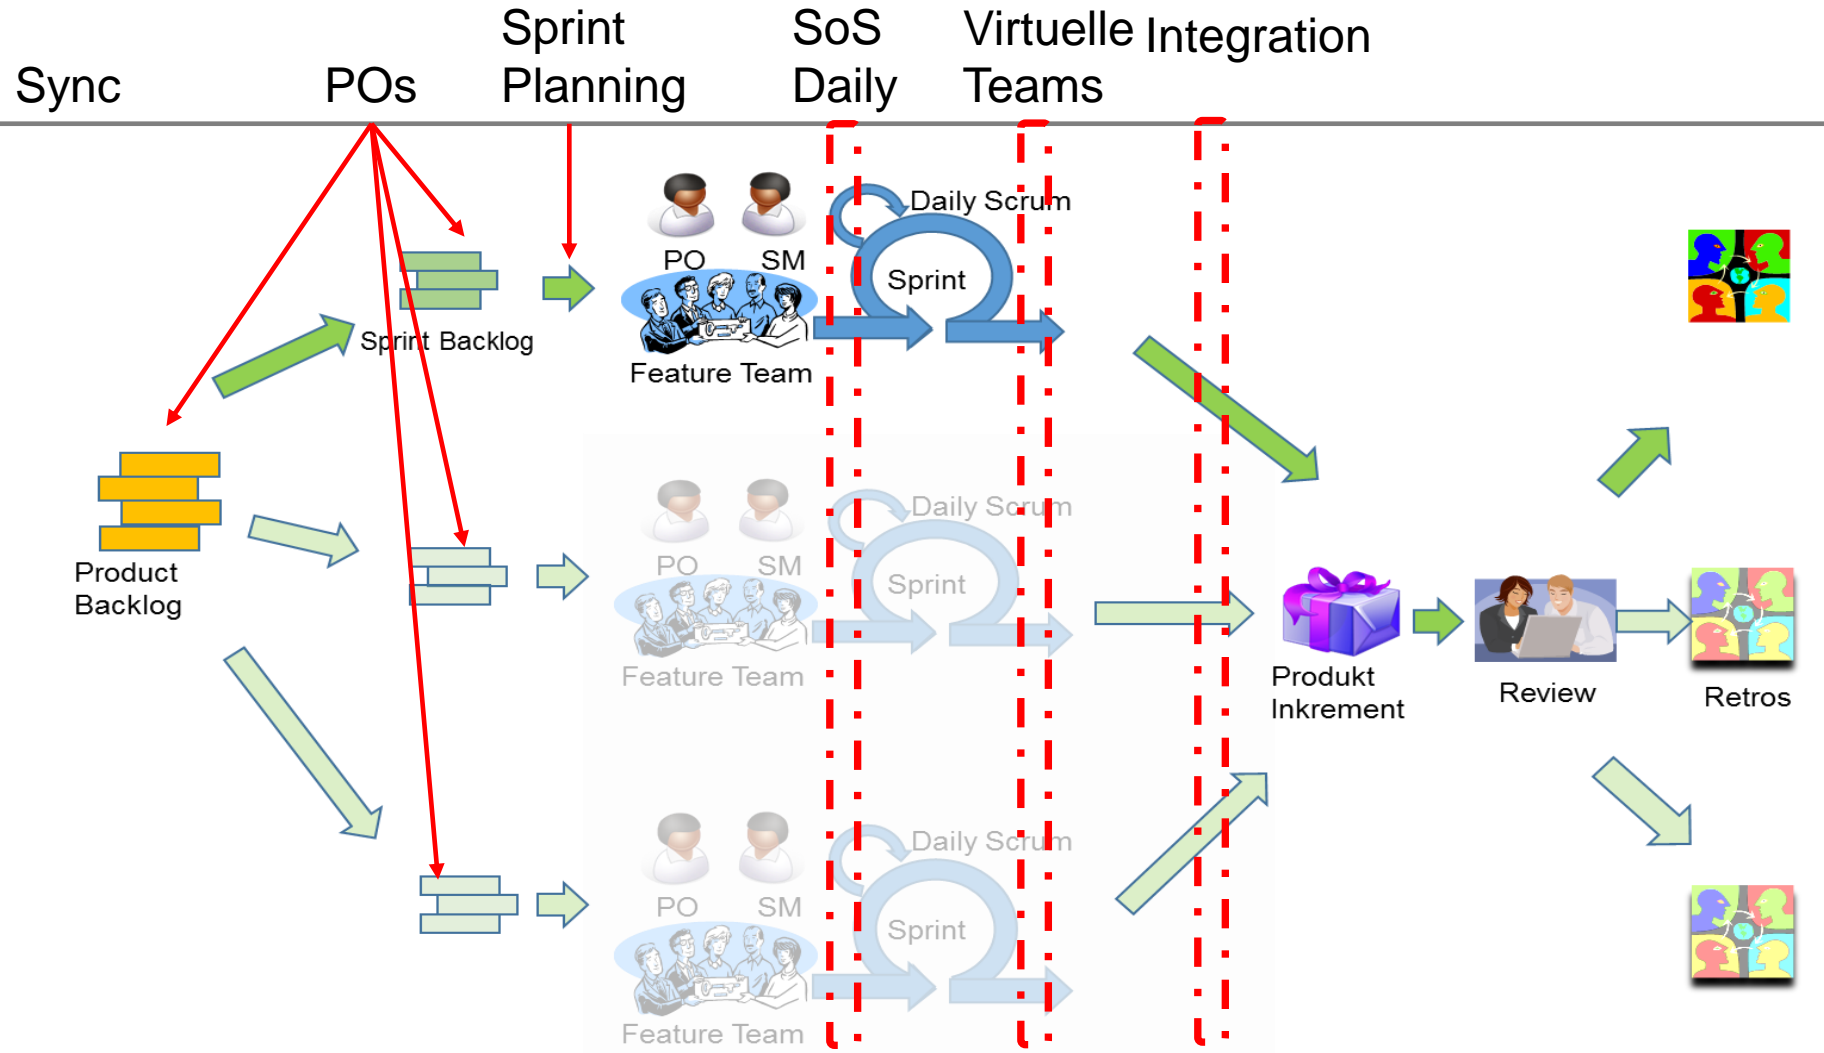 Sync
POs
Sprint
Planning
SoS
Daily
Virtuelle
Teams
Integration
Daily Scrum
PO
SM
Sprint
Sprint Backlog
Feature Team
Daily Scrum
PO
SM
Sprint
Product
Backlog
Feature Team
Produkt
Inkrement
Review
Retros
Daily Scrum
PO
SM
Sprint
Feature Team